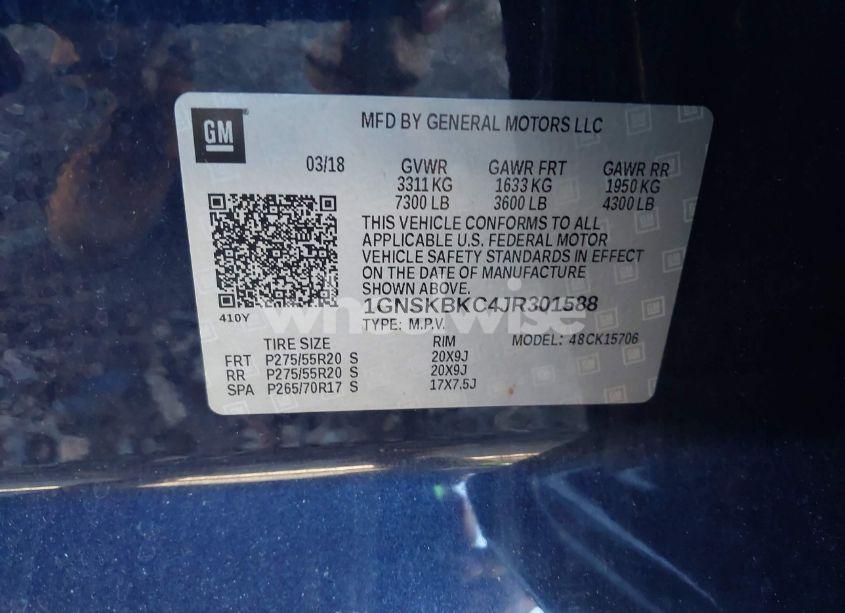 GM
MFD BY GENERAL MOTORS LLC
03/18 GVWR GAWR FRT GAWR RR
3311 KG 1633 KG 1950 KG
7300 LB 3600 LB 4300 LB
THIS VEHICLE CONFORMS TO ALL
APPLICABLE U.S. FEDERAL MOTOR
VEHICLE SAFETY STANDARDS IN EFFECT
ON THE DATE OF MANUFACTURE
SHOWN ABOVE.
1GNSKBKC4JR301588
410Y TYPE: M.P.V. MODEL: 48CK15706
TIRE SIZE RIM
FRT P275/55R20 S 20X9J
RR P275/55R20 S 20X9J
SPA P265/70R17 S 17X7.5J